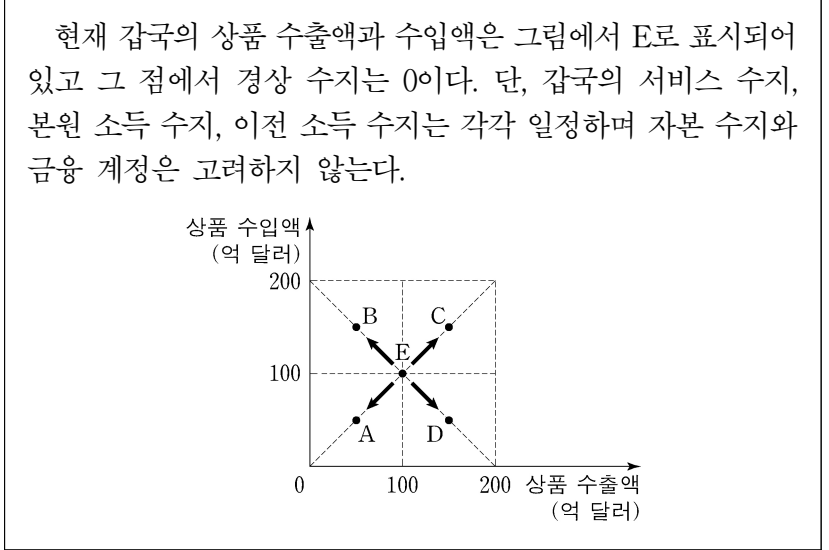 현재 갑국의 상품 수출액과 수입액은 그림에서 E로 표시되어
있고 그 점에서 경상 수지는 0이다. 단, 갑국의 서비스 수지,
본원 소득 수지, 이전 소득 수지는 각각 일정하며 자본 수지와
금융 계정은 고려하지 않는다.
상품 수입액
(억 달러)
200
B
C
E
100
A
D
0
100
200
상품 수출액
(억 달러)